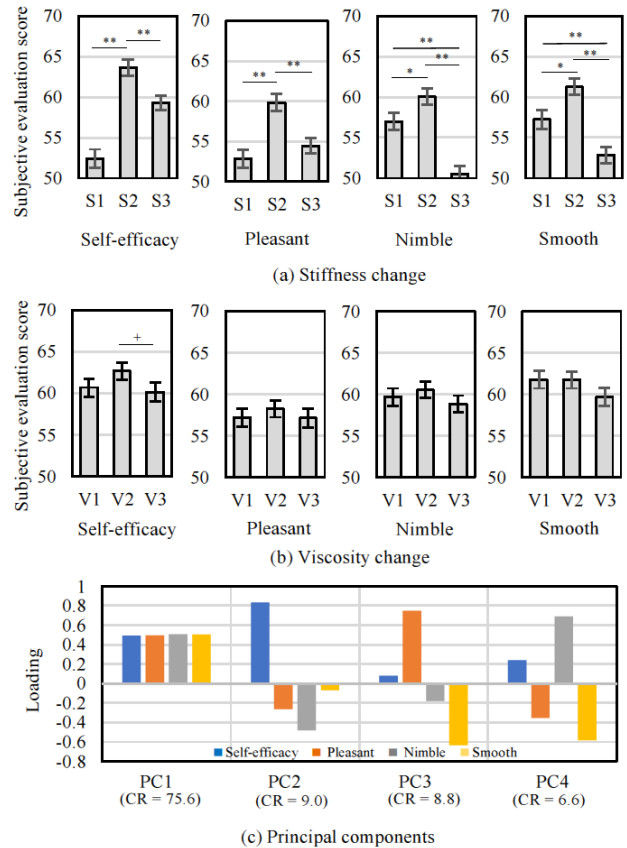 Subjective evaluation score
70
65
60
55
50
**
**
S1 S2 S3
Self-efficacy
70
65
60
55
50
**
**
S1 S2 S3
Pleasant
70
65
60
55
50
**
**
*
S1 S2 S3
Nimble
70
65
60
55
50
**
**
*
S1 S2 S3
Smooth
(a) Stiffness change
Subjective evaluation score
70
65
60
55
50
+
V1 V2 V3
Self-efficacy
70
65
60
55
50
V1 V2 V3
Pleasant
70
65
60
55
50
V1 V2 V3
Nimble
70
65
60
55
50
V1 V2 V3
Smooth
(b) Viscosity change
Loading
1
0.8
0.6
0.4
0.2
0
-0.2
-0.4
-0.6
-0.8
Self-efficacy Pleasant Nimble Smooth
PC1 PC2 PC3 PC4
(CR = 75.6) (CR = 9.0) (CR = 8.8) (CR = 6.6)
(c) Principal components